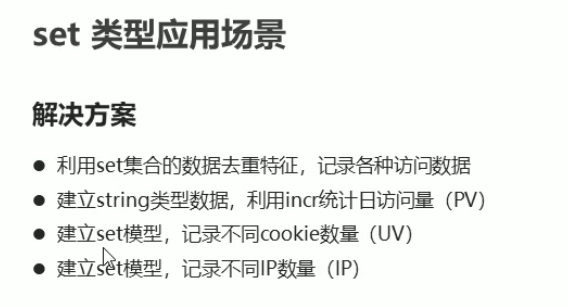 set 类型应用场景
解决方案
● 利用set集合的数据去重特征，记录各种访问数据
● 建立string类型数据，利用incr统计日访问量（PV）
● 建立set模型，记录不同cookie数量（UV）
● 建立set模型，记录不同IP数量（IP）